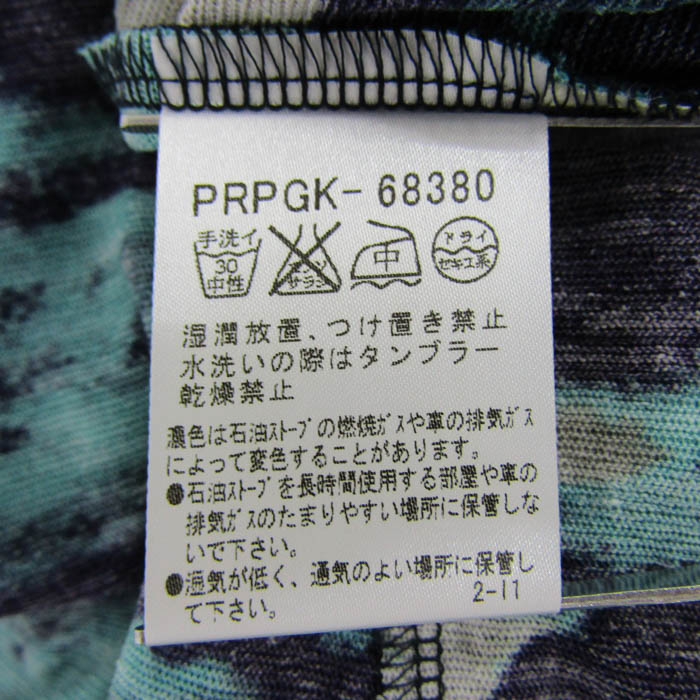 PRPGK-68380
手洗イ
30
中性
エンソ
サラシ
中
ドライ
セキユ系
湿潤放置、つけ置き禁止
水洗いの際はタンブラー
乾燥禁止
濃色は石油ストーブの燃焼ガスや車の排気ガス
によって変色することがあります。
●石油ストーブを長時間使用する部屋や車の
排気ガスのたまりやすい場所に保管しな
いで下さい。
●湿気が低く、通気のよい場所に保管し
て下さい。
2-11